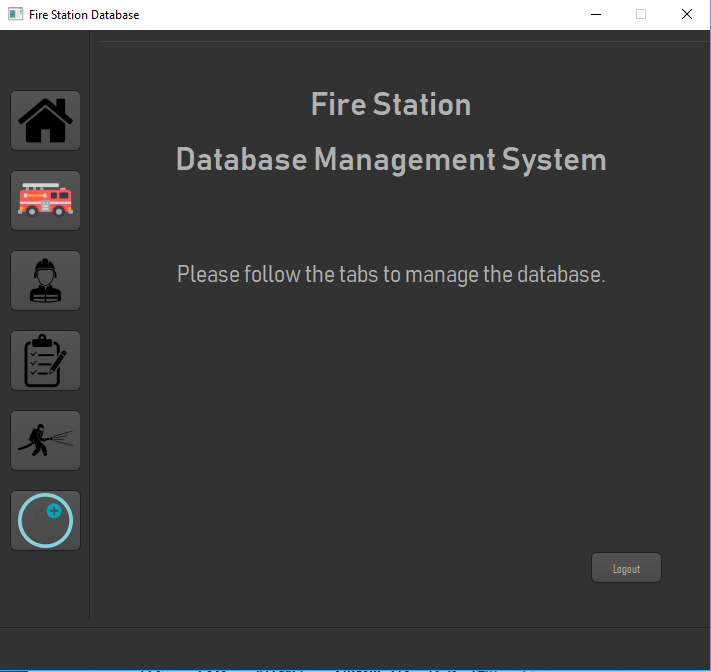 Fire Station Database
Fire Station
Database Management System
Please follow the tabs to manage the database.
Logout